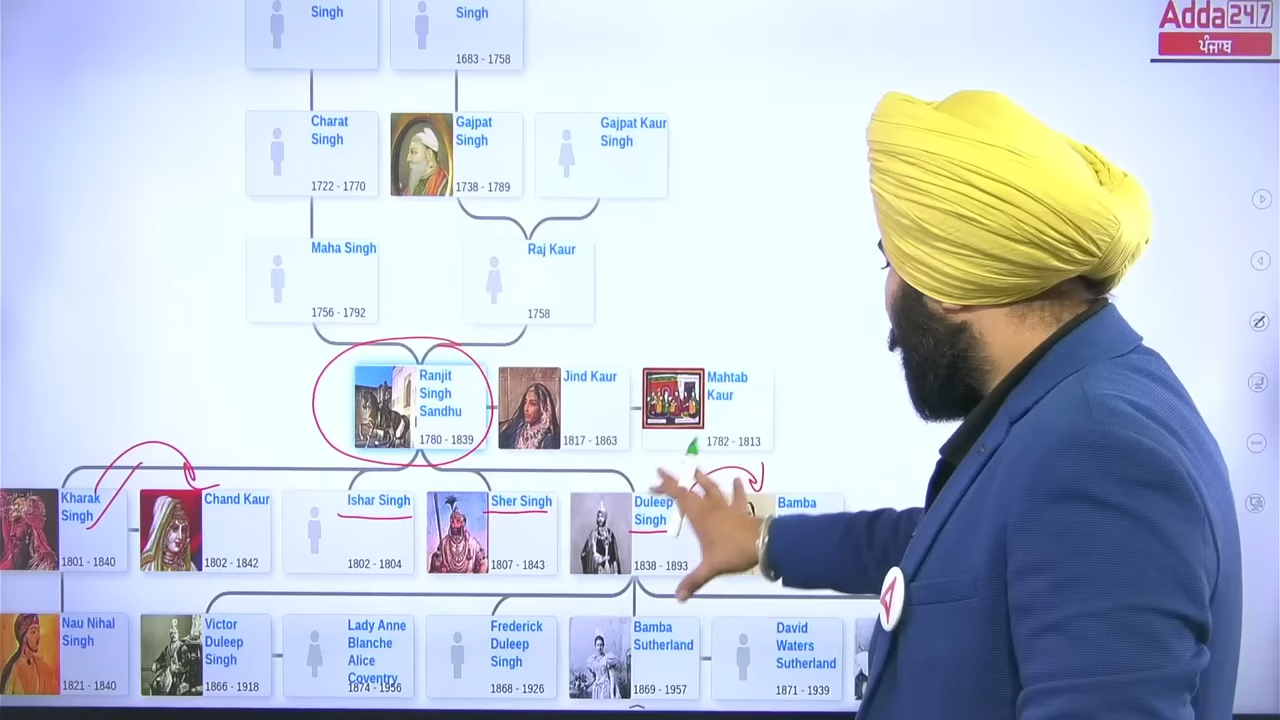 Singh
Singh
1683 - 1758
Adda 24|7
ਪੰਜਾਬ
Charat
Singh
1722 - 1770
Gajpat
Singh
1738 - 1789
Gajpat Kaur
Singh
Maha Singh
1756 - 1792
Raj Kaur
1758
Ranjit
Singh
Sandhu
1780 - 1839
Jind Kaur
1817 - 1863
Mahtab
Kaur
1782 - 1813
Kharak
Singh
1801 - 1840
Chand Kaur
1802 - 1842
Ishar Singh
1802 - 1804
Sher Singh
1807 - 1843
Duleep
Singh
1838 - 1893
Bamba
Nau Nihal
Singh
1821 - 1840
Victor
Duleep
Singh
1866 - 1918
Lady Anne
Blanche
Alice
Coventry
1874 - 1956
Frederick
Duleep
Singh
1868 - 1926
Bamba
Sutherland
1869 - 1957
David
Waters
Sutherland
1871 - 1939